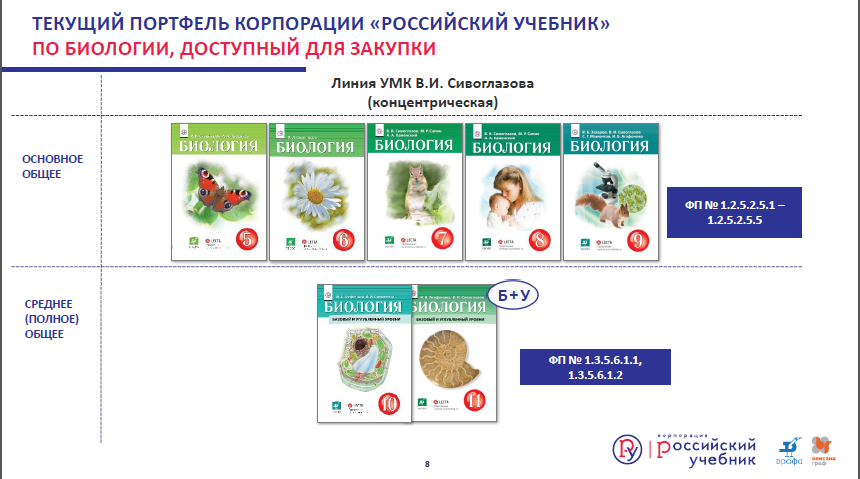 ТЕКУЩИЙ ПОРТФЕЛЬ КОРПОРАЦИИ «РОССИЙСКИЙ УЧЕБНИК»
ПО БИОЛОГИИ, ДОСТУПНЫЙ ДЛЯ ЗАКУПКИ
Линия УМК В.И. Сивоглазова
(концентрическая)
ОСНОВНОЕ
ОБЩЕЕ
БИОЛОГИЯ
5
БИОЛОГИЯ
6
БИОЛОГИЯ
7
БИОЛОГИЯ
8
БИОЛОГИЯ
9
ФП № 1.2.5.2.5.1 –
1.2.5.2.5.5
СРЕДНЕЕ
(ПОЛНОЕ)
ОБЩЕЕ
БИОЛОГИЯ
БАЗОВЫЙ И УГЛУБЛЕННЫЙ УРОВНИ
10
БИОЛОГИЯ
БАЗОВЫЙ И УГЛУБЛЕННЫЙ УРОВНИ
11
Б+У
ФП № 1.3.5.6.1.1,
1.3.5.6.1.2
РУ
корпорация
российский
учебник
дрофа
вентана
граф
8